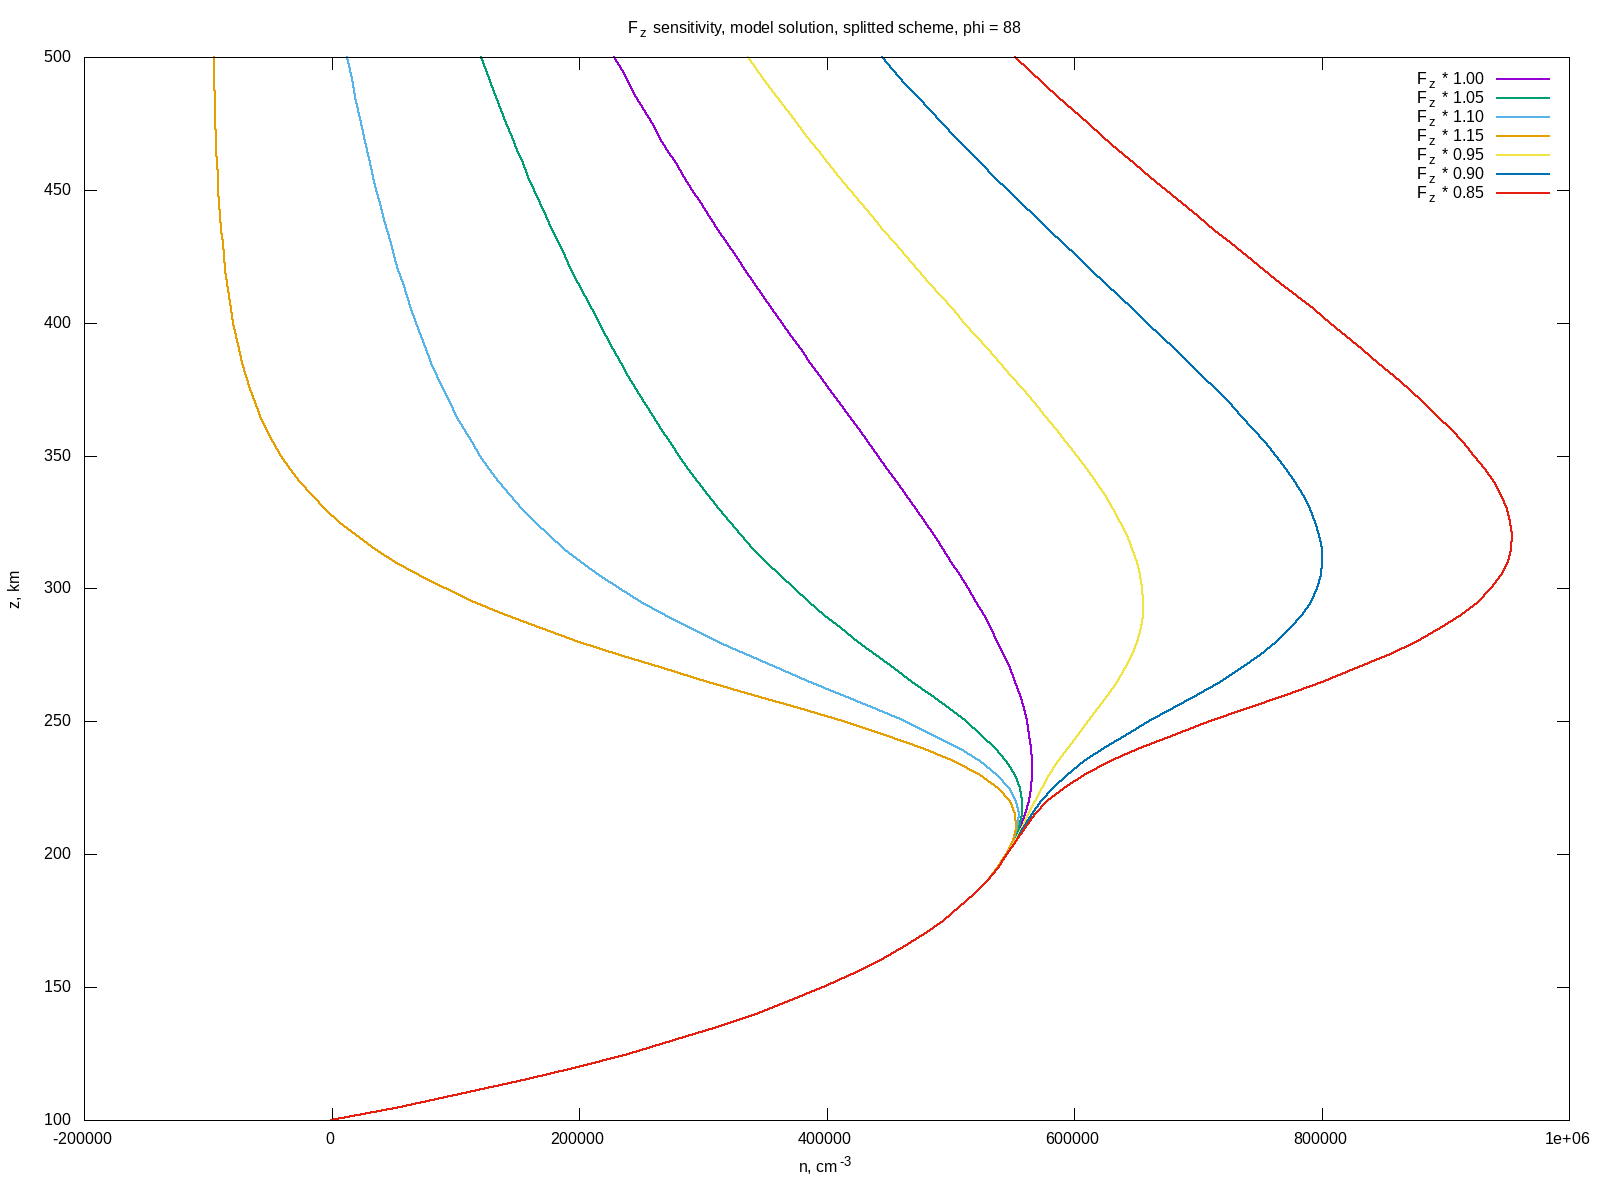 F z sensitivity, model solution, splitted scheme, phi = 88
500
450
400
350
300
250
200
150
100
z, km
F z * 1.00
F z * 1.05
F z * 1.10
F z * 1.15
F z * 0.95
F z * 0.90
F z * 0.85
-200000 0 200000 400000 600000 800000 1e+06
n, cm -3